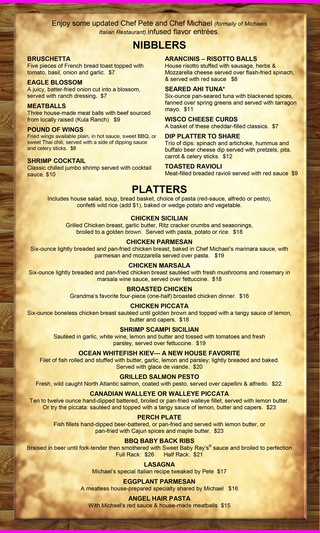 Enjoy some updated Chef Pete and Chef Michael (formally of Michaels
Italian Restaurant) infused flavor entrées.
NIBBLERS
BRUSCHETTA
Five pieces of French bread toast topped with
tomato, basil, onion and garlic. $7
EAGLE BLOSSOM
A juicy, batter-fried onion cut into a blossom,
served with ranch dressing. $7
MEATBALLS
Three house-made meat balls with beef sourced
from locally raised (Kula Ranch) $9
POUND OF WINGS
Fried wings available plain, in hot sauce, sweet BBQ, or
sweet Thai chili, served with a side of dipping sauce
and celery sticks. $8
SHRIMP COCKTAIL
Classic chilled jumbo shrimp served with cocktail
sauce. $10
ARANCINIS – RISOTTO BALLS
House risotto stuffed with sausage, herbs &
Mozzarella cheese served over flash-fried spinach,
& served with red sauce $8
SEARED AHI TUNA*
Six-ounce pan-seared tuna with blackened spices,
fanned over spring greens and served with tarragon
mayo. $11
WISCO CHEESE CURDS
A basket of these cheddar-filled classics. $7
DIP PLATTER TO SHARE
Trio of dips: spinach and artichoke, hummus and
buffalo beer cheese dip served with pretzels, pita,
carrot & celery sticks. $12
TOASTED RAVIOLI
Meat-filled breaded ravioli served with red sauce $9
PLATTERS
Includes house salad, soup, bread basket, choice of pasta (red-sauce, alfredo or pesto),
confetti wild rice (add $1), baked or wedge potato and vegetable.
CHICKEN SICILIAN
Grilled Chicken breast, garlic butter, Ritz cracker crumbs and seasonings,
broiled to a golden brown. Served with pasta, potato or rice. $18
CHICKEN PARMESAN
Six-ounce lightly breaded and pan-fried chicken breast, baked in Chef Michael's marinara sauce, with
parmesan and mozzarella served over pasta. $19
CHICKEN MARSALA
Six-ounce lightly breaded and pan-fried chicken breast sautéed with fresh mushrooms and rosemary in
marsala wine sauce, served over fettuccine. $18
BROASTED CHICKEN
Grandma's favorite four-piece (one-half) broasted chicken dinner. $16
CHICKEN PICCATA
Six-ounce boneless chicken breast sautéed until golden brown and topped with a tangy sauce of lemon,
butter and capers. $18
SHRIMP SCAMPI SICILIAN
Sautéed in garlic, white wine, lemon and butter and tossed with tomatoes and fresh
parsley, served over fettuccine. $19
OCEAN WHITEFISH KIEV--- A NEW HOUSE FAVORITE
Filet of fish rolled and stuffed with butter, garlic, lemon and parsley; lightly breaded and baked.
Served with glace de viande. $20
GRILLED SALMON PESTO
Fresh, wild caught North Atlantic salmon, coated with pesto, served over capellini & alfredo. $22.
CANADIAN WALLEYE OR WALLEYE PICCATA
Ten to twelve ounce hand-dipped battered, broiled or pan-fried walleye fillet, served with lemon butter.
Or try the piccata: sautéed and topped with a tangy sauce of lemon, butter and capers. $23
PERCH PLATE
Fish fillets hand-dipped beer-battered, or pan-fried and served with lemon butter, or
pan-fried with Cajun spices and maple butter. $23
BBQ BABY BACK RIBS
Braised in beer until fork-tender then smothered with Sweet Baby Ray's® sauce and broiled to perfection
Full Rack: $26 Half Rack: $21
LASAGNA
Michael's special Italian recipe tweaked by Pete $17
EGGPLANT PARMESAN
A meatless house-prepared specialty shared by Michael $16
ANGEL HAIR PASTA
With Michael's red sauce & house-made meatballs $15